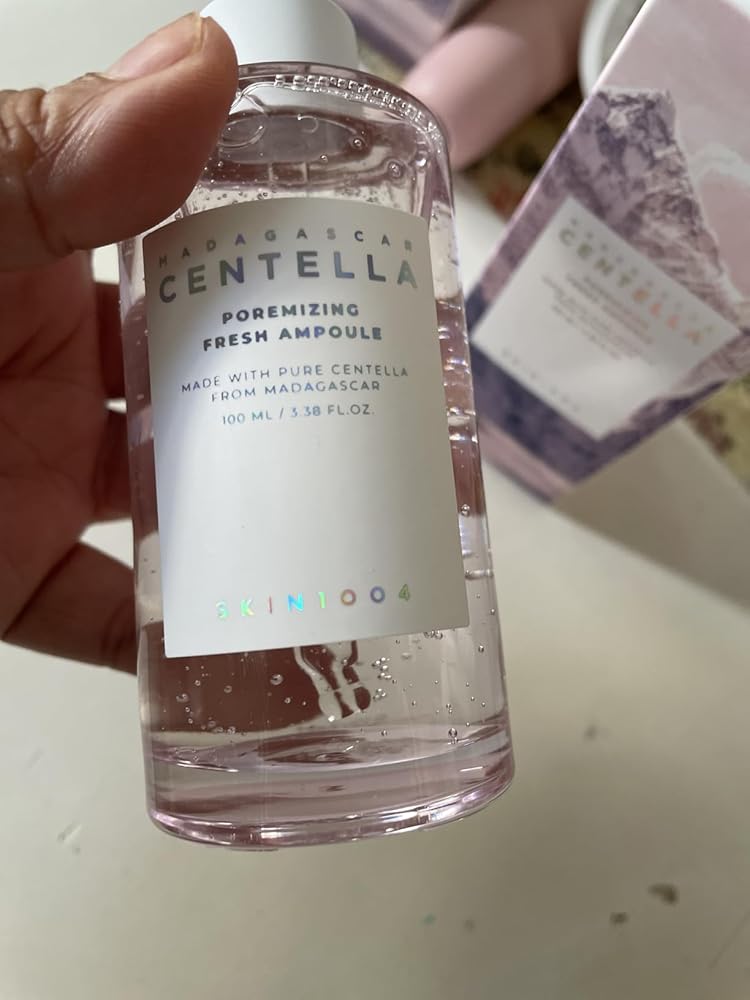 MADAGASCAR
CENTELLA
POREMIZING
FRESH AMPOULE
MADE WITH PURE CENTELLA
FROM MADAGASCAR
100 ML / 3.38 FL.OZ.
SKIN1004
CENTELLA